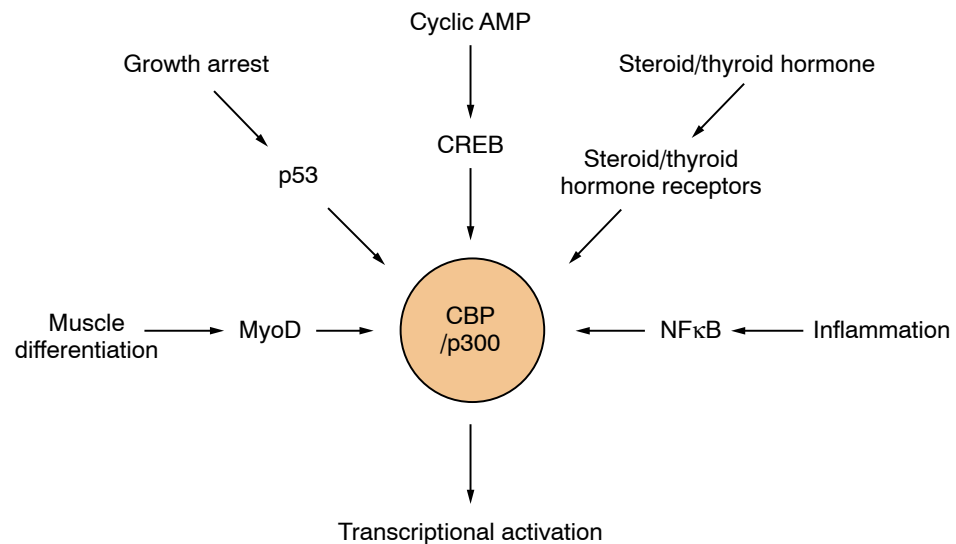 Cyclic AMP
Growth arrest
Steroid/thyroid hormone
CREB
p53
Steroid/thyroid
hormone receptors
Muscle
differentiation
MyoD
CBP
/p300
NFκB
Inflammation
Transcriptional activation